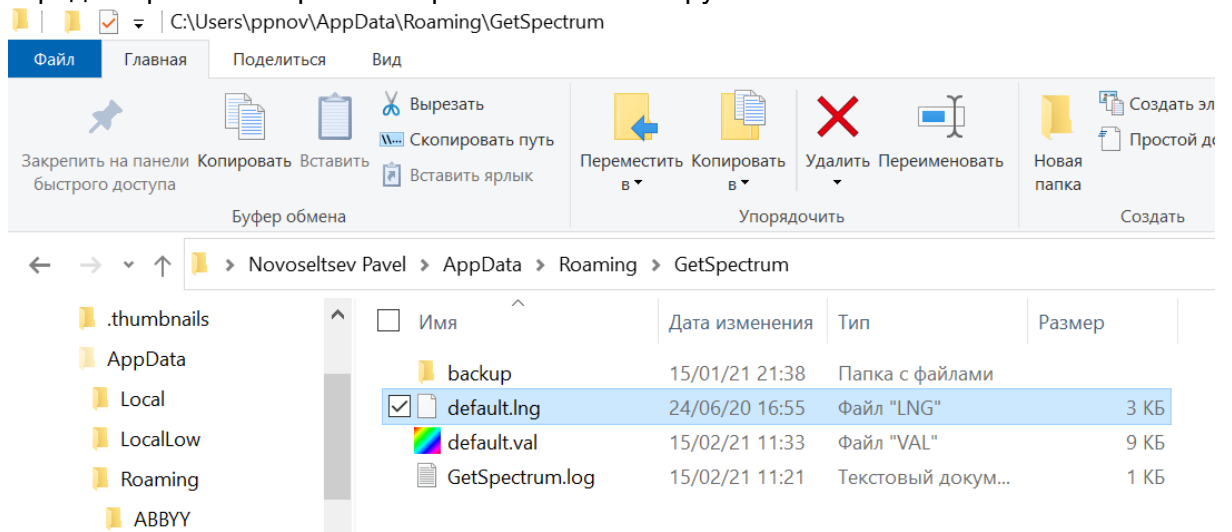 C:\Users\ppnov\AppData\Roaming\GetSpectrum
Файл Главная Поделиться Вид
Закрепить на панели быстрого доступа
Копировать
Вставить
Вырезать
Скопировать путь
Вставить ярлык
Переместить в
Копировать в
Удалить
Переименовать
Новая папка
Создать
Простой
Буфер обмена
Упорядочить
Создать
Novoseltsev Pavel > AppData > Roaming > GetSpectrum
.thumbnails
AppData
Local
LocalLow
Roaming
ABBYY
Имя Дата изменения Тип Размер
backup 15/01/21 21:38 Папка с файлами
default.lng 24/06/20 16:55 Файл "LNG" 3 КБ
default.val 15/02/21 11:33 Файл "VAL" 9 КБ
GetSpectrum.log 15/02/21 11:21 Текстовый докум... 1 КБ